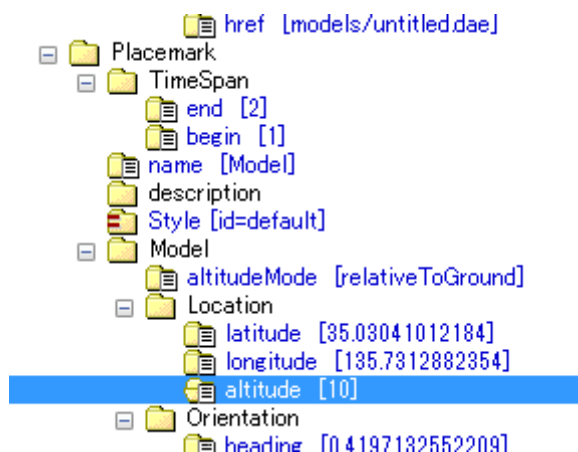 href [models/untitled.dae]
Placemark
TimeSpan
end [2]
begin [1]
name [Model]
description
Style [id=default]
Model
altitudeMode [relativeToGround]
Location
latitude [35.03041012184]
longitude [135.7312882354]
altitude [10]
Orientation
heading [0.4197132552209]